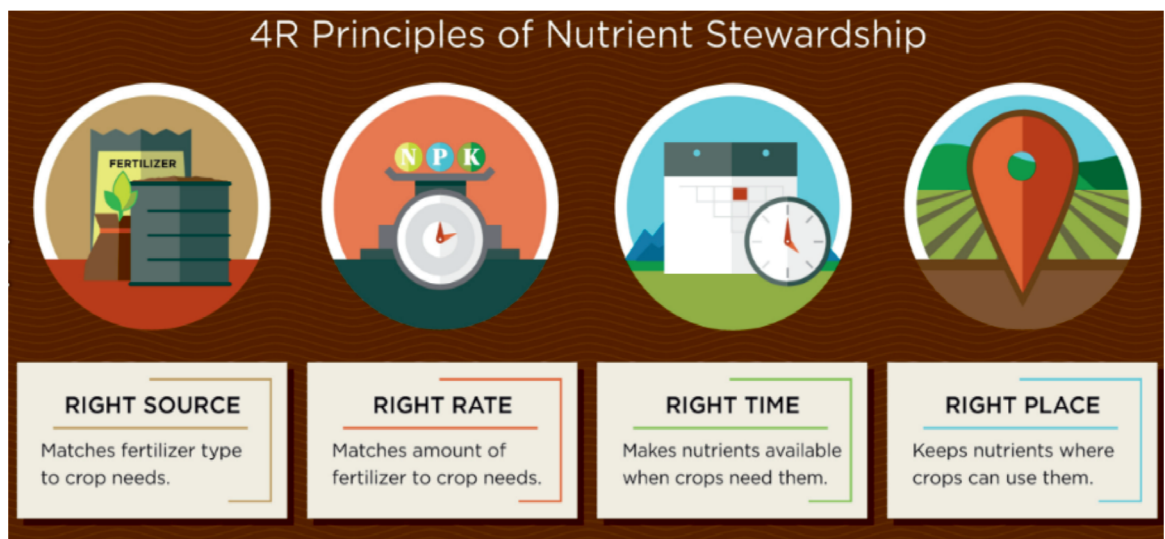 4R Principles of Nutrient Stewardship
FERTILIZER
N P K
RIGHT SOURCE
Matches fertilizer type
to crop needs.
RIGHT RATE
Matches amount of
fertilizer to crop needs.
RIGHT TIME
Makes nutrients available
when crops need them.
RIGHT PLACE
Keeps nutrients where
crops can use them.